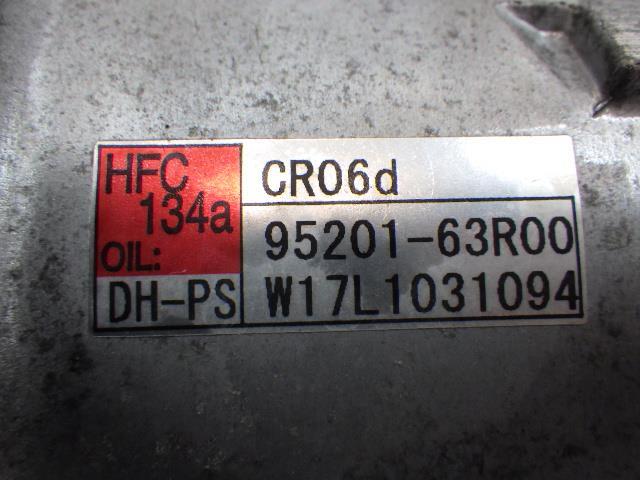 HFC
134a
OIL:
DH-PS
CR06d
95201-63R00
W17L1031094